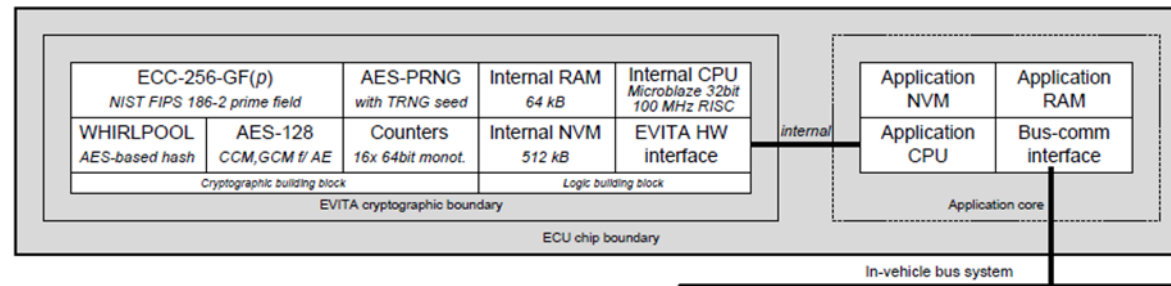 ECC-256-GF(p)
NIST FIPS 186-2 prime field
AES-PRNG
with TRNG seed
Internal RAM
64 kB
Internal CPU
Microblaze 32bit
100 MHz RISC
WHIRLPOOL
AES-based hash
AES-128
CCM,GCM f/ AE
Counters
16x 64bit monot.
Internal NVM
512 kB
EVITA HW
interface
Cryptographic building block
Logic building block
EVITA cryptographic boundary
internal
Application
NVM
Application
RAM
Application
CPU
Bus-comm
interface
Application core
ECU chip boundary
In-vehicle bus system